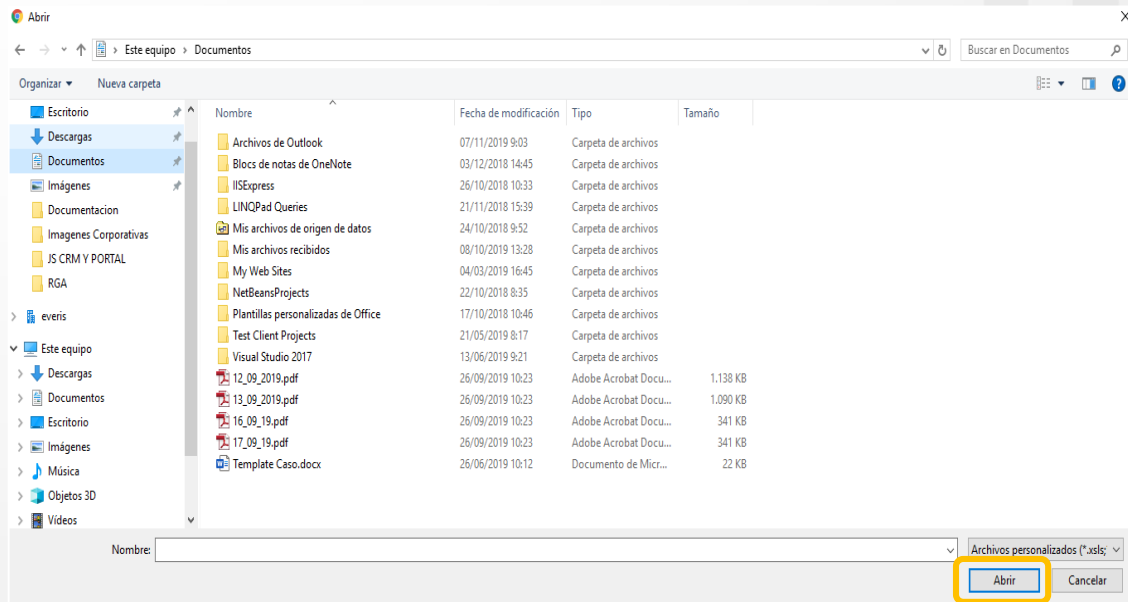 Abrir
Este equipo › Documentos
Buscar en Documentos
Organizar
Nueva carpeta
Escritorio
Descargas
Documentos
Imágenes
Documentacion
Imagenes Corporativas
JS CRM Y PORTAL
RGA
everis
Este equipo
Descargas
Documentos
Escritorio
Imágenes
Música
Objetos 3D
Vídeos
Nombre Fecha de modificación Tipo Tamaño
Archivos de Outlook 07/11/2019 9:03 Carpeta de archivos
Blocs de notas de OneNote 03/12/2018 14:45 Carpeta de archivos
IISExpress 26/10/2018 10:33 Carpeta de archivos
LINQPad Queries 21/11/2018 15:39 Carpeta de archivos
Mis archivos de origen de datos 24/10/2018 9:52 Carpeta de archivos
Mis archivos recibidos 08/10/2019 13:28 Carpeta de archivos
My Web Sites 04/03/2019 16:45 Carpeta de archivos
NetBeansProjects 22/10/2018 8:35 Carpeta de archivos
Plantillas personalizadas de Office 17/10/2018 10:46 Carpeta de archivos
Test Client Projects 21/05/2019 8:17 Carpeta de archivos
Visual Studio 2017 13/06/2019 9:21 Carpeta de archivos
12_09_2019.pdf 26/09/2019 10:23 Adobe Acrobat Docu... 1.138 KB
13_09_2019.pdf 26/09/2019 10:23 Adobe Acrobat Docu... 1.090 KB
16_09_19.pdf 26/09/2019 10:23 Adobe Acrobat Docu... 341 KB
17_09_19.pdf 26/09/2019 10:23 Adobe Acrobat Docu... 341 KB
Template Caso.docx 26/06/2019 10:12 Documento de Micr... 22 KB
Nombre:
Archivos personalizados (*.xsls;
Abrir
Cancelar